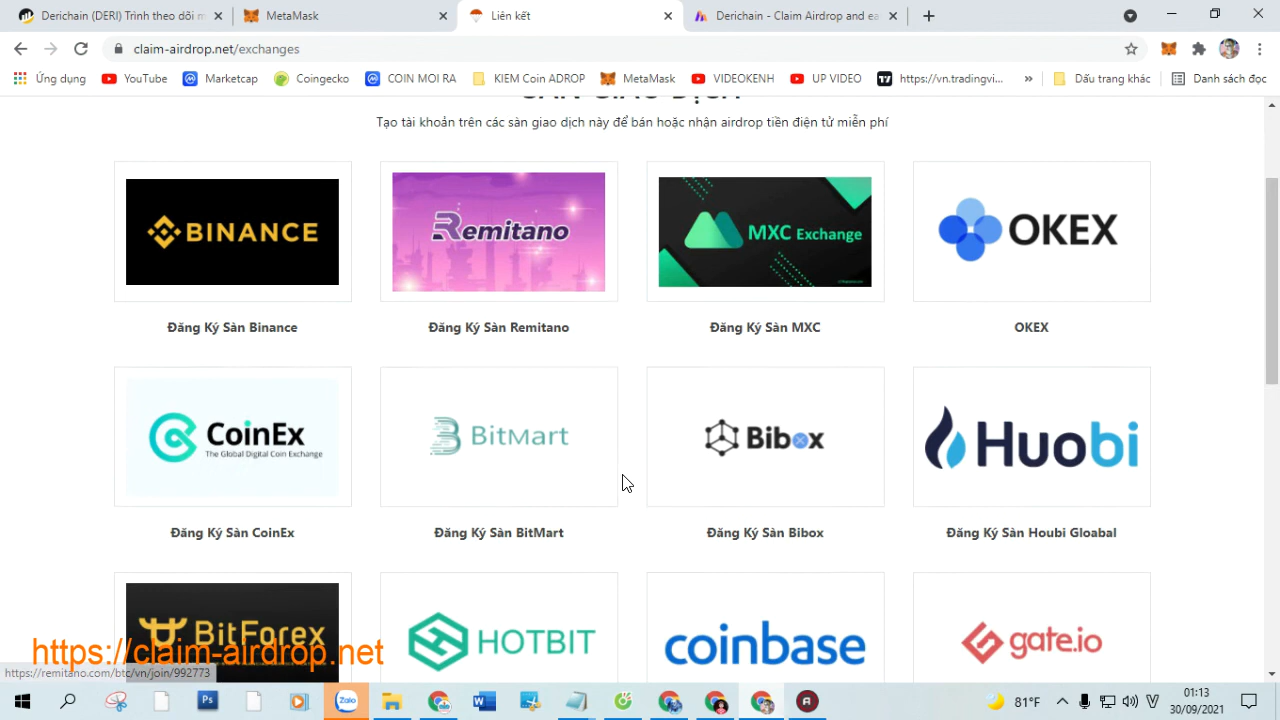 Derichain (DERI) Trình theo dõi m
MetaMask
Liên kết
Derichain - Claim Airdrop and ea
claim-airdrop.net/exchanges
Ứng dụng
YouTube
Marketcap
Coingecko
COIN MOI RA
KIEM Coin ADROP
MetaMask
VIDEOKENH
UP VIDEO
https://vn.tradingvi...
»
Dấu trang khác
Danh sách đọc
SÀN GIAO DỊCH
Tạo tài khoản trên các sàn giao dịch này để bán hoặc nhận airdrop tiền điện tử miễn phí
BINANCE
Remitano
MXC Exchange
OKEX
Đăng Ký Sàn Binance
Đăng Ký Sàn Remitano
Đăng Ký Sàn MXC
OKEX
CoinEx
The Global Digital Coin Exchange
BitMart
Bibox
Huobi
Đăng Ký Sàn CoinEx
Đăng Ký Sàn BitMart
Đăng Ký Sàn Bibox
Đăng Ký Sàn Houbi Gloabal
BitForex
HOTBIT
coinbase
gate.io
https://claim-airdrop.net
https://remitano.com/btc/vn/join/992773
Zalo
81°F
01:13
30/09/2021